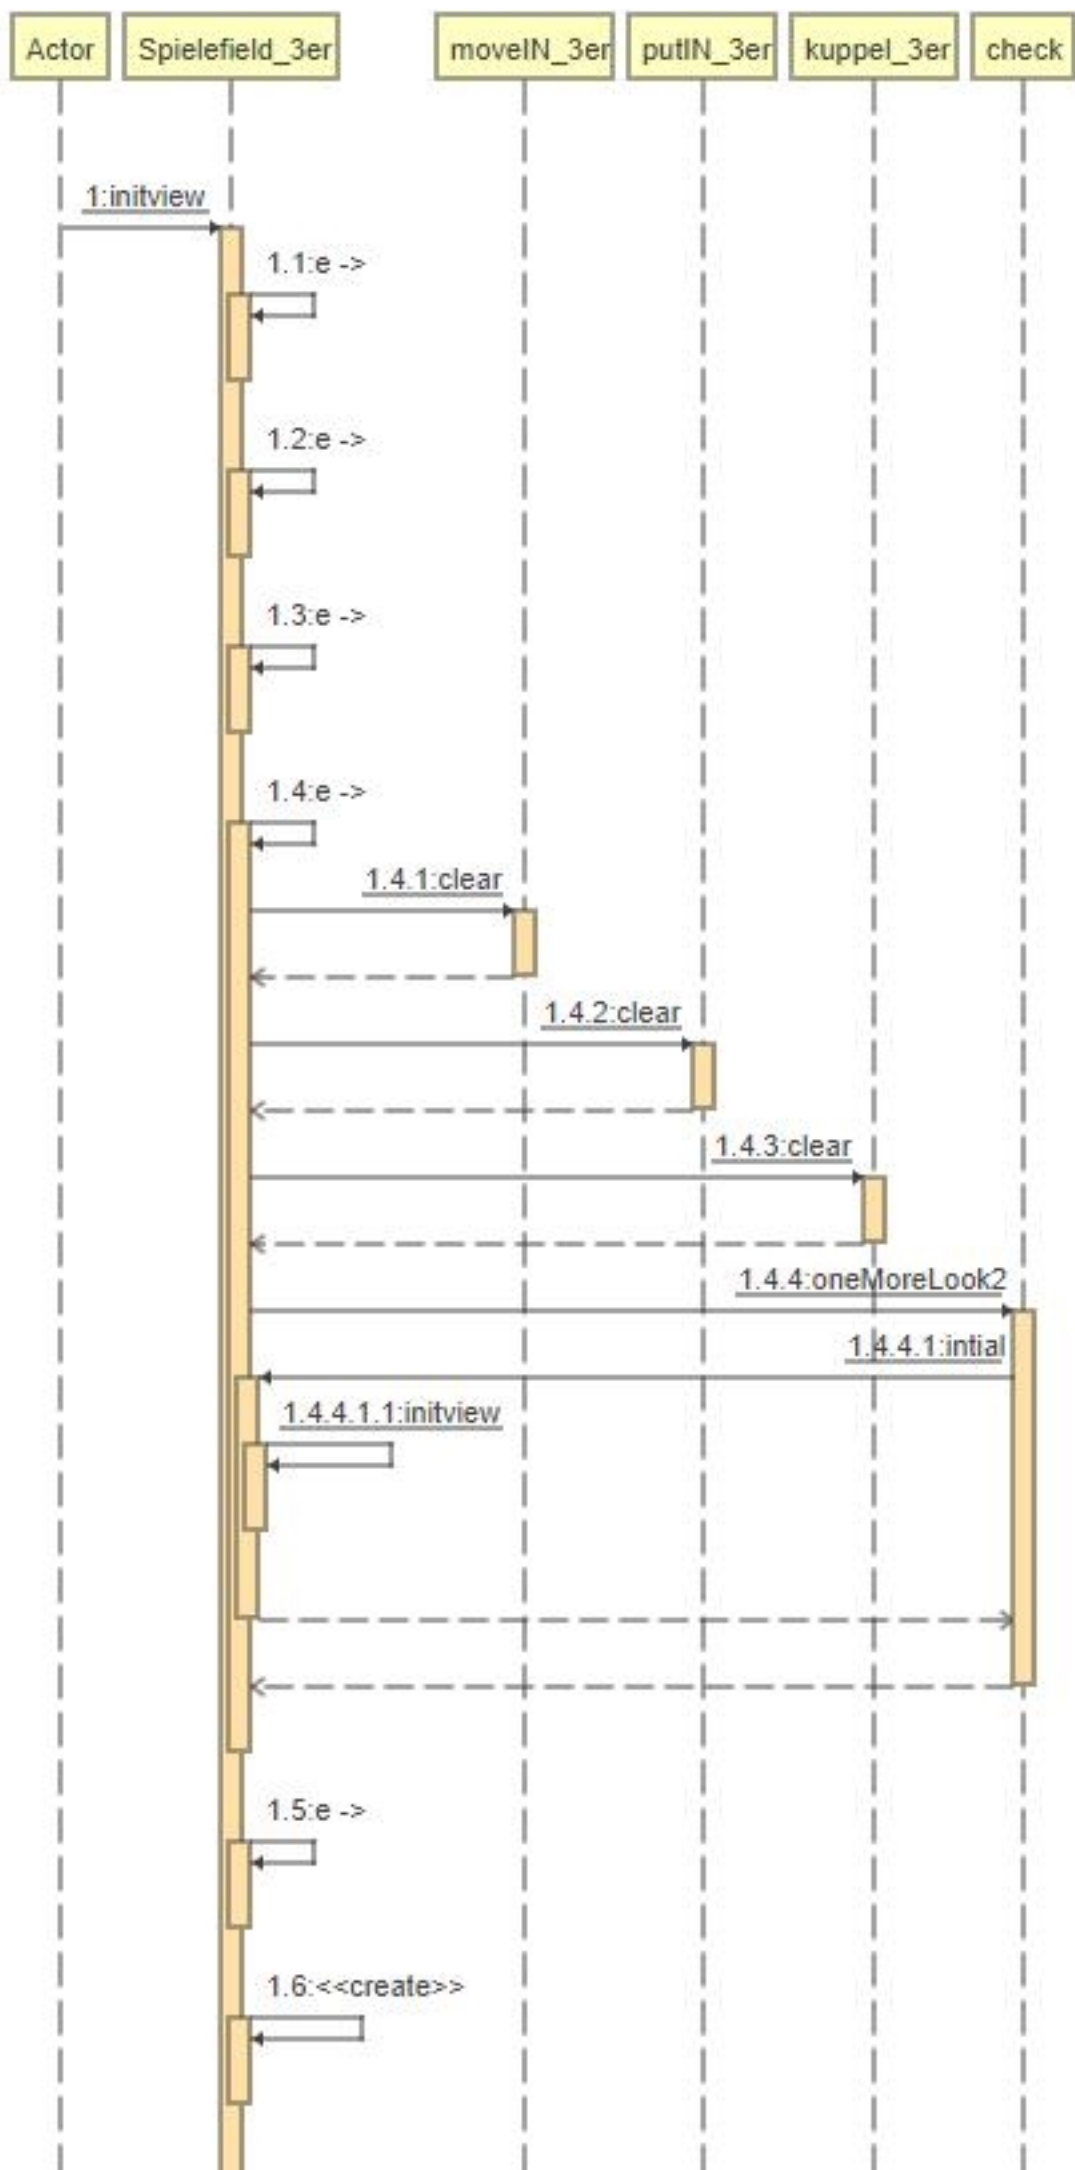 Actor
Spielefield_3er
moveIN_3er
putIN_3er
kuppel_3er
check
1:initview
1.1:e ->
1.2:e ->
1.3:e ->
1.4:e ->
1.4.1:clear
1.4.2:clear
1.4.3:clear
1.4.4:oneMoreLook2
1.4.4.1:intial
1.4.4.1.1:initview
1.5:e ->
1.6:<<create>>